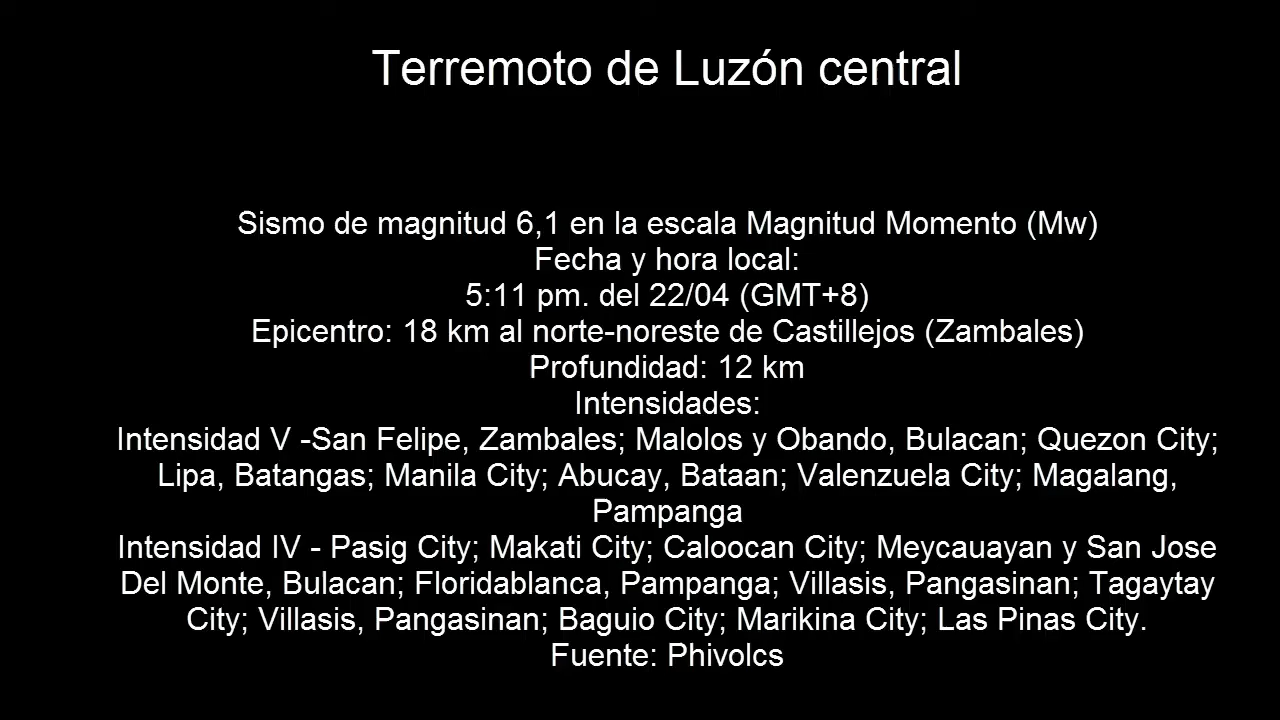 Terremoto de Luzón central
Sismo de magnitud 6,1 en la escala Magnitud Momento (Mw)
Fecha y hora local:
5:11 pm. del 22/04 (GMT+8)
Epicentro: 18 km al norte-noreste de Castillejos (Zambales)
Profundidad: 12 km
Intensidades:
Intensidad V -San Felipe, Zambales; Malolos y Obando, Bulacan; Quezon City;
Lipa, Batangas; Manila City; Abucay, Bataan; Valenzuela City; Magalang,
Pampanga
Intensidad IV - Pasig City; Makati City; Caloocan City; Meycauayan y San Jose
Del Monte, Bulacan; Floridablanca, Pampanga; Villasis, Pangasinan; Tagaytay
City; Villasis, Pangasinan; Baguio City; Marikina City; Las Pinas City.
Fuente: Phivolcs